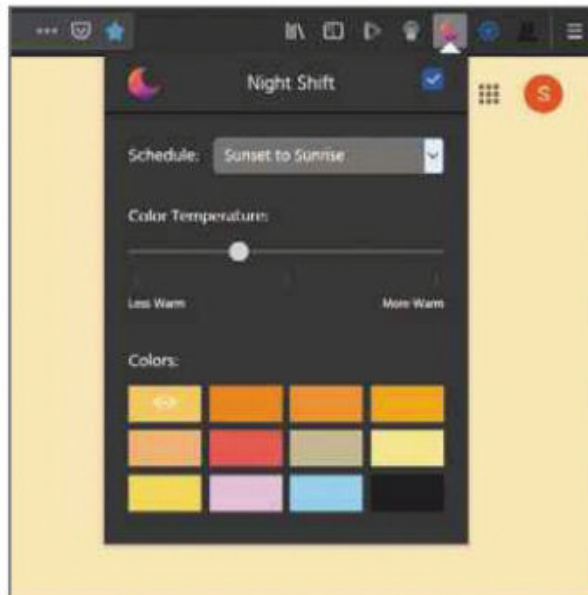 S
Night Shift
Schedule: Sunset to Sunrise
Color Temperature:
Less Warm More Warm
Colors: